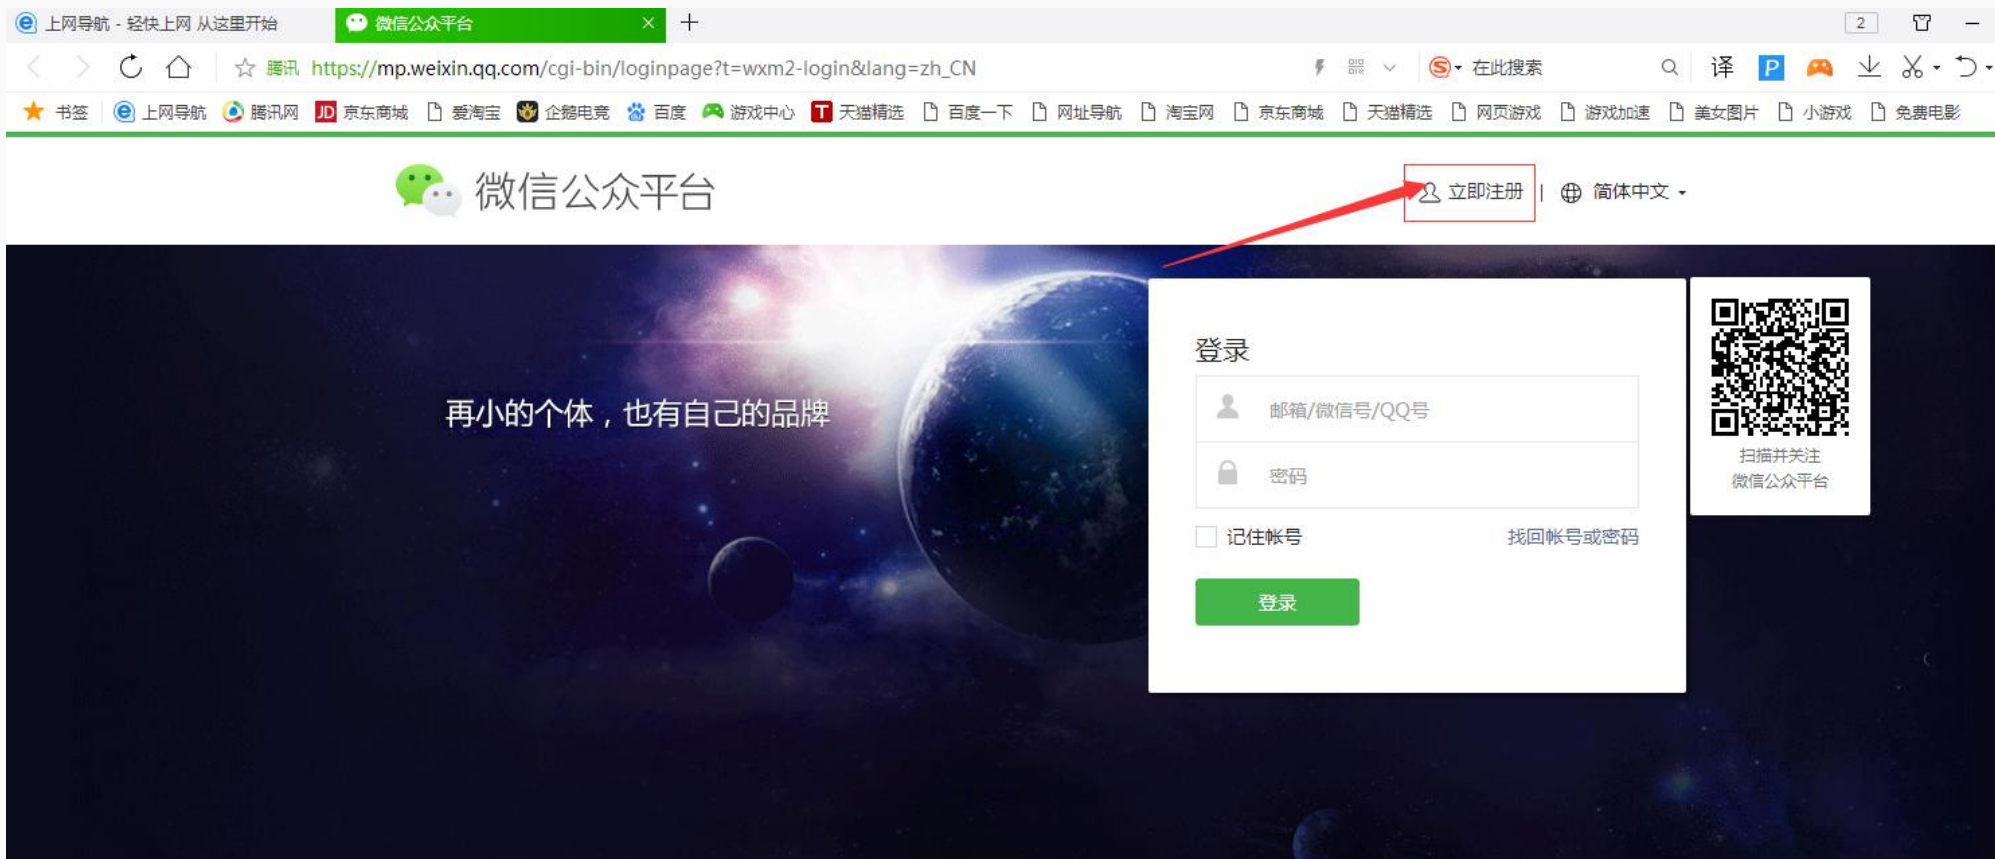 上网导航 - 轻快上网 从这里开始
微信公众平台
2
腾讯 https://mp.weixin.qq.com/cgi-bin/loginpage?t=wxm2-login&lang=zh_CN
在此搜索
译
书签 上网导航 腾讯网 JD 京东商城 爱淘宝 企鹅电竞 百度 游戏中心 T 天猫精选 百度一下 网址导航 淘宝网 京东商城 天猫精选 网页游戏 游戏加速 美女图片 小游戏 免费电影
微信公众平台
立即注册 | 简体中文
再小的个体，也有自己的品牌
登录
邮箱/微信号/QQ号
密码
记住帐号 找回帐号或密码
登录
扫描并关注
微信公众平台